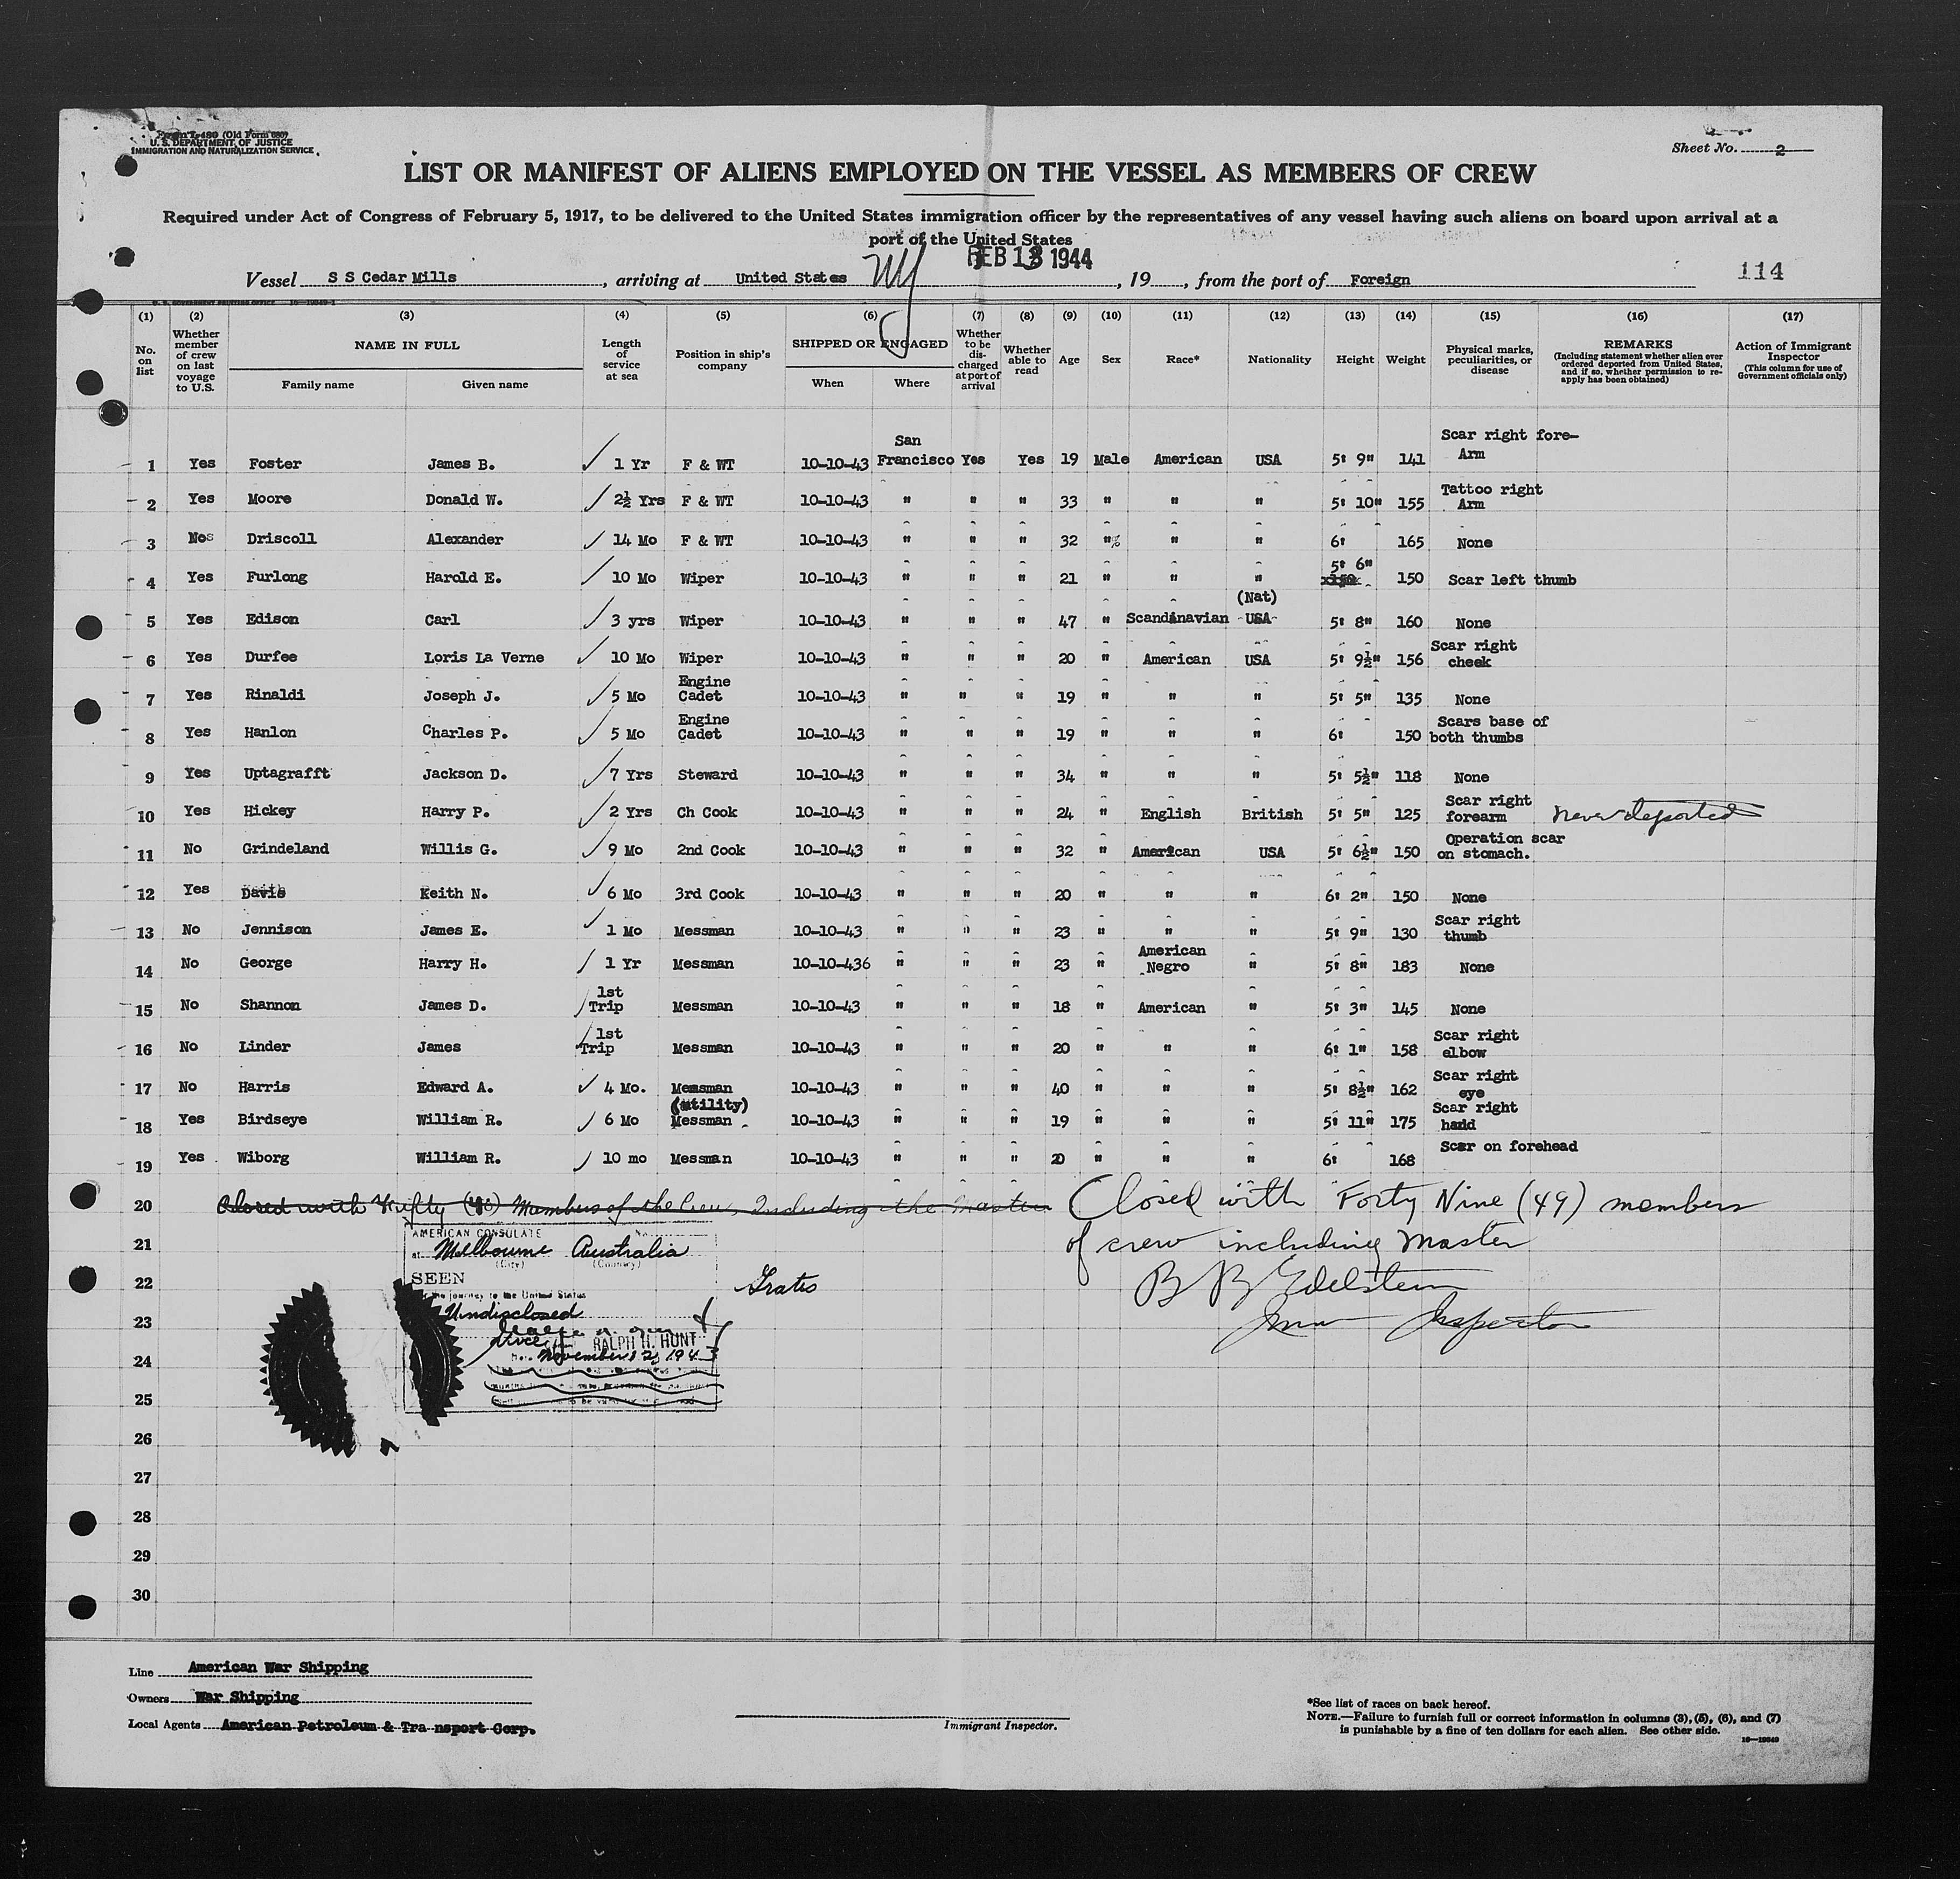 Form I-480 (Old Form 680)
U. S. DEPARTMENT OF JUSTICE
IMMIGRATION AND NATURALIZATION SERVICE
Sheet No. 2
LIST OR MANIFEST OF ALIENS EMPLOYED ON THE VESSEL AS MEMBERS OF CREW
Required under Act of Congress of February 5, 1917, to be delivered to the United States immigration officer by the representatives of any vessel having such aliens on board upon arrival at a
port of the United States
FEB 13 1944
Vessel S S Cedar Mills, arriving at United States NY, 19, from the port of Foreign 114
(1) (2) (3) (4) (5) (6) (7) (8) (9) (10) (11) (12) (13) (14) (15) (16) (17)
No. on list Whether member of crew on last voyage to U.S. NAME IN FULL Family name Given name Length of service at sea Position in ship's company SHIPPED OR ENGAGED When Where Whether to be discharged at port of arrival Whether able to read Age Sex Race* Nationality Height Weight Physical marks, peculiarities, or disease REMARKS (Including statement whether alien ever ordered deported from United States, and if so, whether permission to re-apply has been obtained) Action of Immigrant Inspector (This column for use of Government officials only)
1 Yes Foster James B. ✓ 1 Yr F & WT 10-10-43 San Francisco Yes Yes 19 Male American USA 5' 9" 141 Scar right fore-Arm
2 Yes Moore Donald W. ✓ 2½ Yrs F & WT 10-10-43 " " " 33 " " " 5' 10" 155 Tattoo right Arm
3 Nos Driscoll Alexander ✓ 14 Mo F & WT 10-10-43 " " " 32 " " " 6' 165 None
4 Yes Furlong Harold E. ✓ 10 Mo Wiper 10-10-43 " " " 21 " " " 5' 6" 150 Scar left thumb
5 Yes Edison Carl ✓ 3 yrs Wiper 10-10-43 " " " 47 " Scandinavian (Nat) USA 5' 8" 160 None
6 Yes Durfee Loris La Verne ✓ 10 Mo Wiper 10-10-43 " " " 20 " American USA 5' 9½" 156 Scar right cheek
7 Yes Rinaldi Joseph J. ✓ 5 Mo Engine Cadet 10-10-43 " " " 19 " " " 5' 5" 135 None
8 Yes Hanlon Charles P. ✓ 5 Mo Engine Cadet 10-10-43 " " " 19 " " " 6' 150 Scars base of both thumbs
9 Yes Uptagrafft Jackson D. ✓ 7 Yrs Steward 10-10-43 " " " 34 " " " 5' 5½" 118 None
10 Yes Hickey Harry P. ✓ 2 Yrs Ch Cook 10-10-43 " " " 24 " English British 5' 5" 125 Scar right forearm never deported
11 No Grindeland Willis G. ✓ 9 Mo 2nd Cook 10-10-43 " " " 32 " American USA 5' 6½" 150 Operation scar on stomach.
12 Yes Davis Keith N. ✓ 6 Mo 3rd Cook 10-10-43 " " " 20 " " " 6' 2" 150 None
13 No Jennison James E. ✓ 1 Mo Messman 10-10-43 " " " 23 " " " 5' 9" 130 Scar right thumb
14 No George Harry H. ✓ 1 Yr Messman 10-10-436 " " " 23 " American Negro " 5' 8" 183 None
15 No Shannon James D. ✓ 1st Trip Messman 10-10-43 " " " 18 " American " 5' 3" 145 None
16 No Linder James ✓ 1st Trip Messman 10-10-43 " " " 20 " " " 6' 1" 158 Scar right elbow
17 No Harris Edward A. ✓ 4 Mo. Messman (utility) 10-10-43 " " " 40 " " " 5' 8½" 162 Scar right eye
18 Yes Birdseye William R. ✓ 6 Mo Messman 10-10-43 " " " 19 " " " 5' 11" 175 Scar right hand
19 Yes Wiborg William R. ✓ 10 mo Messman 10-10-43 " " " 20 " " " 6' 168 Scar on forehead
20 Closed with Members of the Crew, Including the Master Closed with Forty Nine (49) members
21 of crew including Master
AMERICAN CONSULATE No.
at Melbourne Australia
(City) (Country)
22 SEEN Gratis B B Edelstein
the journey to the United States
23 Undisclosed Imm Inspector
Vice RALPH H. HUNT
24 November 12, 1943
25
26
27
28
29
30
Line American War Shipping
Owners War Shipping
Local Agents American Petroleum & Tra nsport Corp.
Immigrant Inspector.
*See list of races on back hereof.
NOTE.—Failure to furnish full or correct information in columns (3), (5), (6), and (7)
is punishable by a fine of ten dollars for each alien. See other side.
16—19849